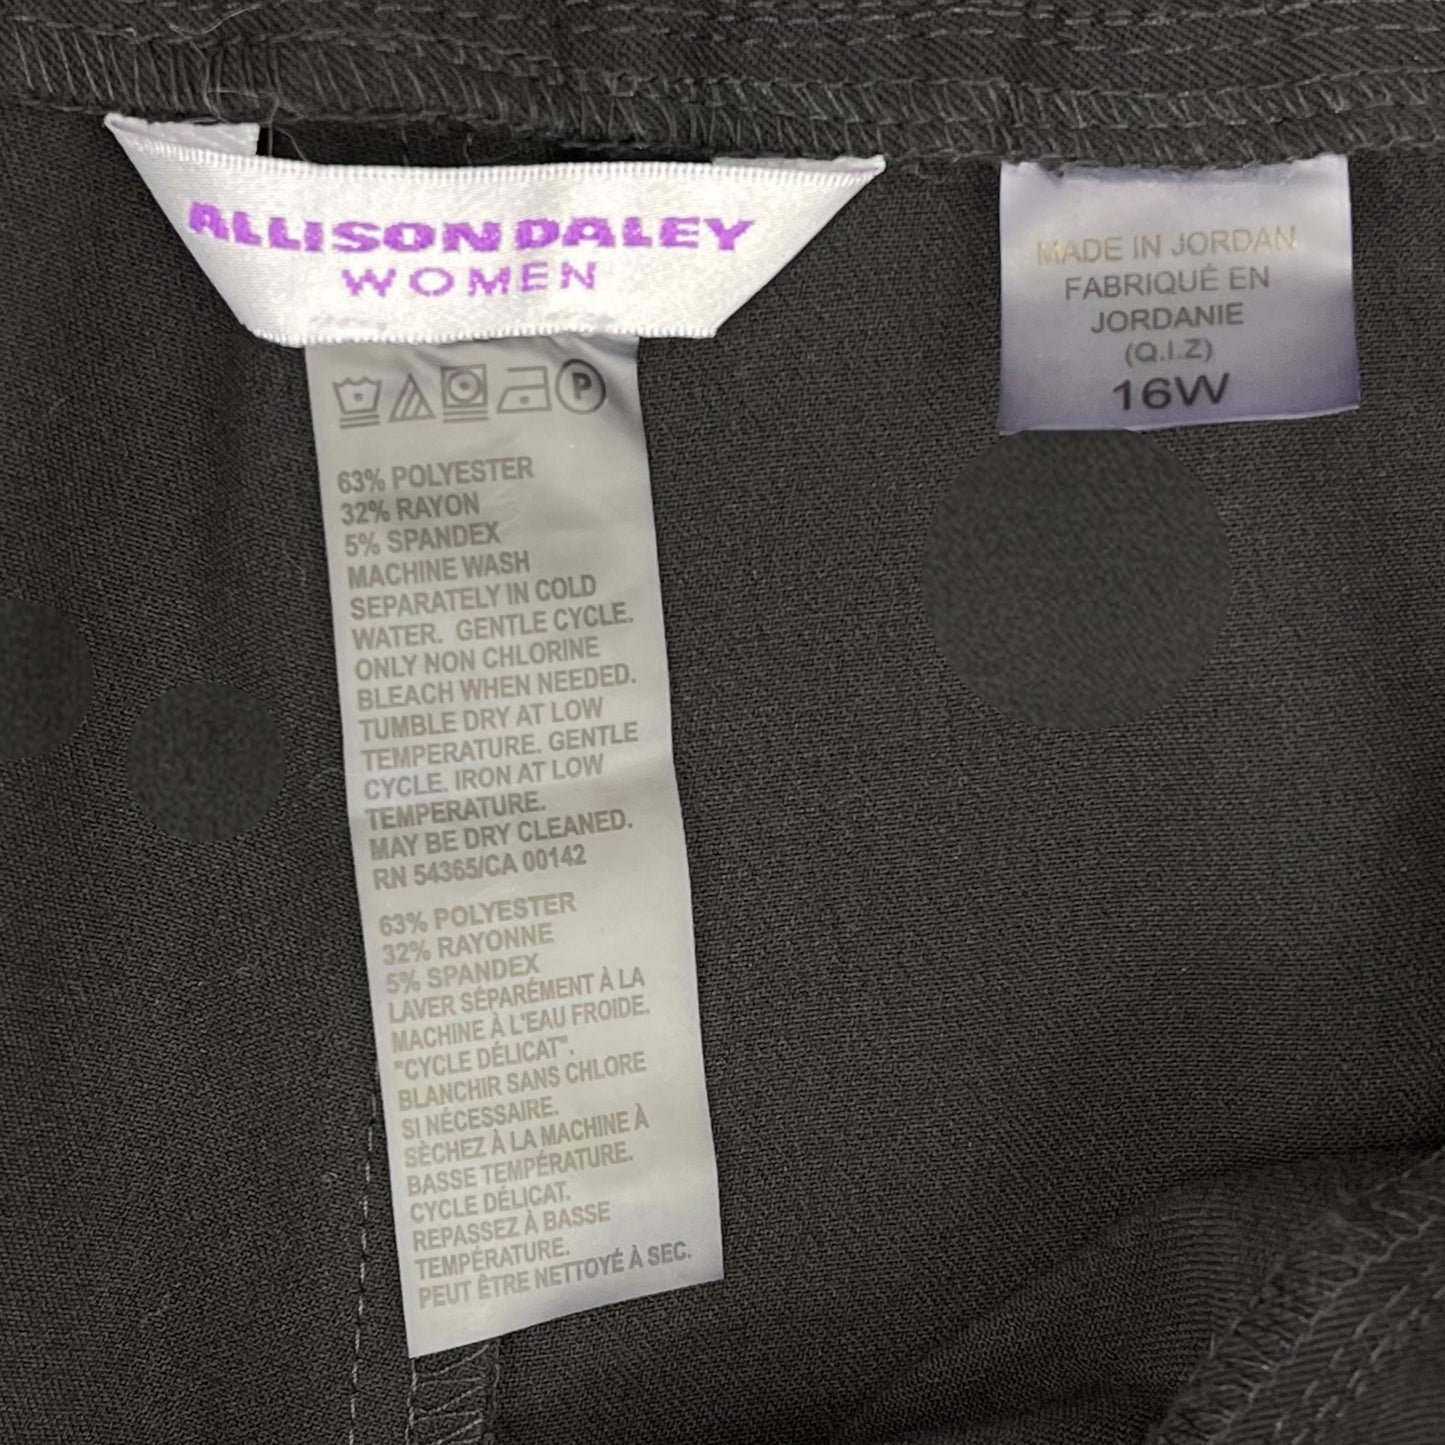 ALLISON DALEY
WOMEN
MADE IN JORDAN
FABRIQUÉ EN
JORDANIE
(Q.I.Z)
16W
P
63% POLYESTER
32% RAYON
5% SPANDEX
MACHINE WASH
SEPARATELY IN COLD
WATER. GENTLE CYCLE.
ONLY NON CHLORINE
BLEACH WHEN NEEDED.
TUMBLE DRY AT LOW
TEMPERATURE. GENTLE
CYCLE. IRON AT LOW
TEMPERATURE.
MAY BE DRY CLEANED.
RN 54365/CA 00142
63% POLYESTER
32% RAYONNE
5% SPANDEX
LAVER SÉPARÉMENT À LA
MACHINE À L'EAU FROIDE.
"CYCLE DÉLICAT".
BLANCHIR SANS CHLORE
SI NÉCESSAIRE.
SÈCHEZ À LA MACHINE À
BASSE TEMPÉRATURE.
CYCLE DÉLICAT.
REPASSEZ À BASSE
TEMPÉRATURE.
PEUT ÊTRE NETTOYÉ À SEC.